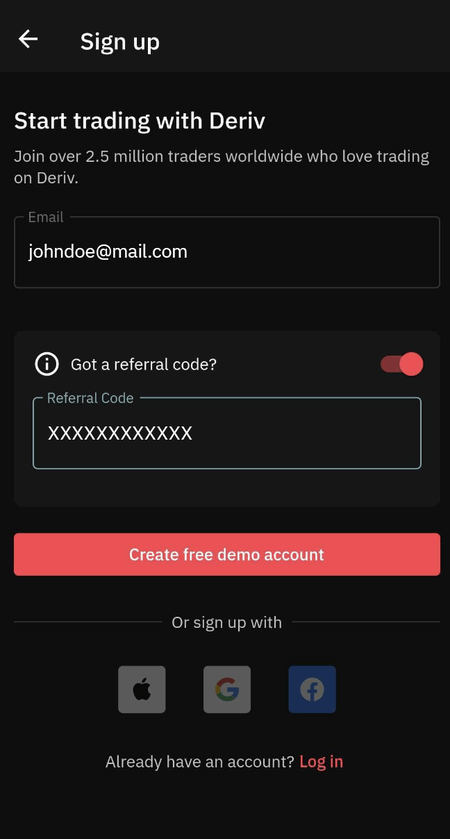 Sign up
Start trading with Deriv
Join over 2.5 million traders worldwide who love trading
on Deriv.
Email
johndoe@mail.com
Got a referral code?
Referral Code
XXXXXXXXXXXX
Create free demo account
Or sign up with
Already have an account? Log in